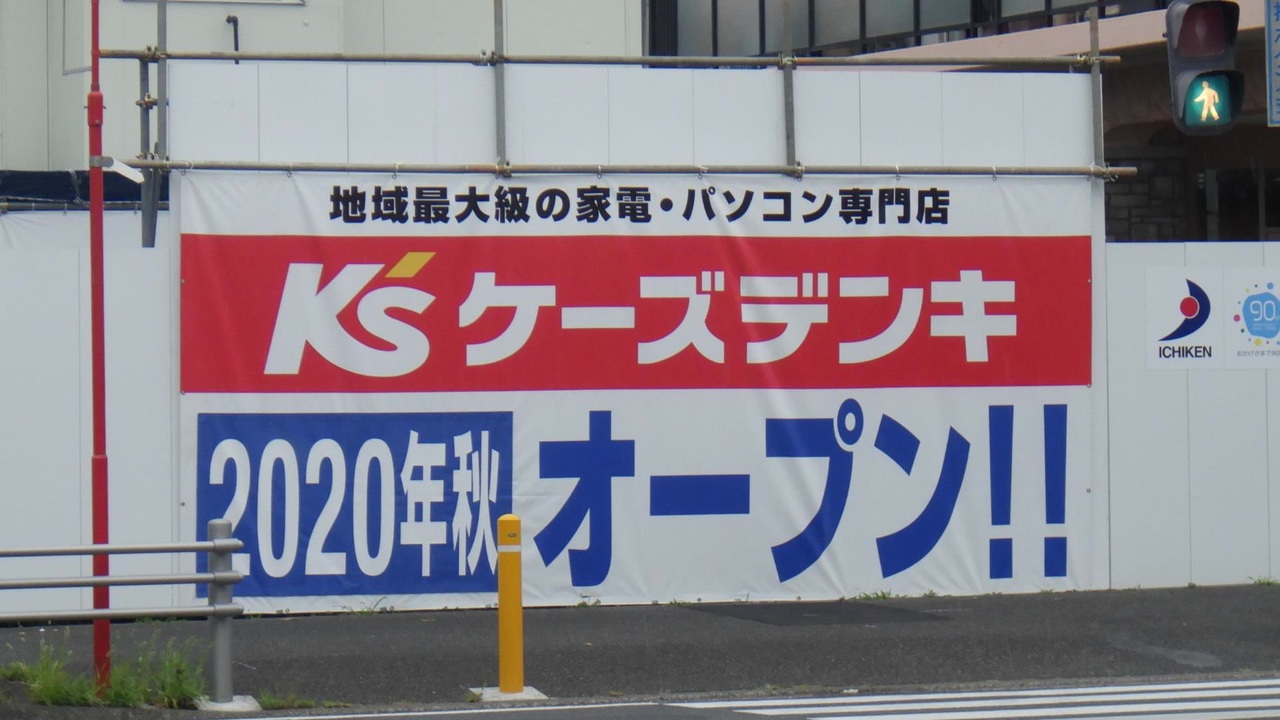 地域最大級の家電・パソコン専門店
K's ケーズデンキ
2020年秋 オープン!!
ICHIKEN
90